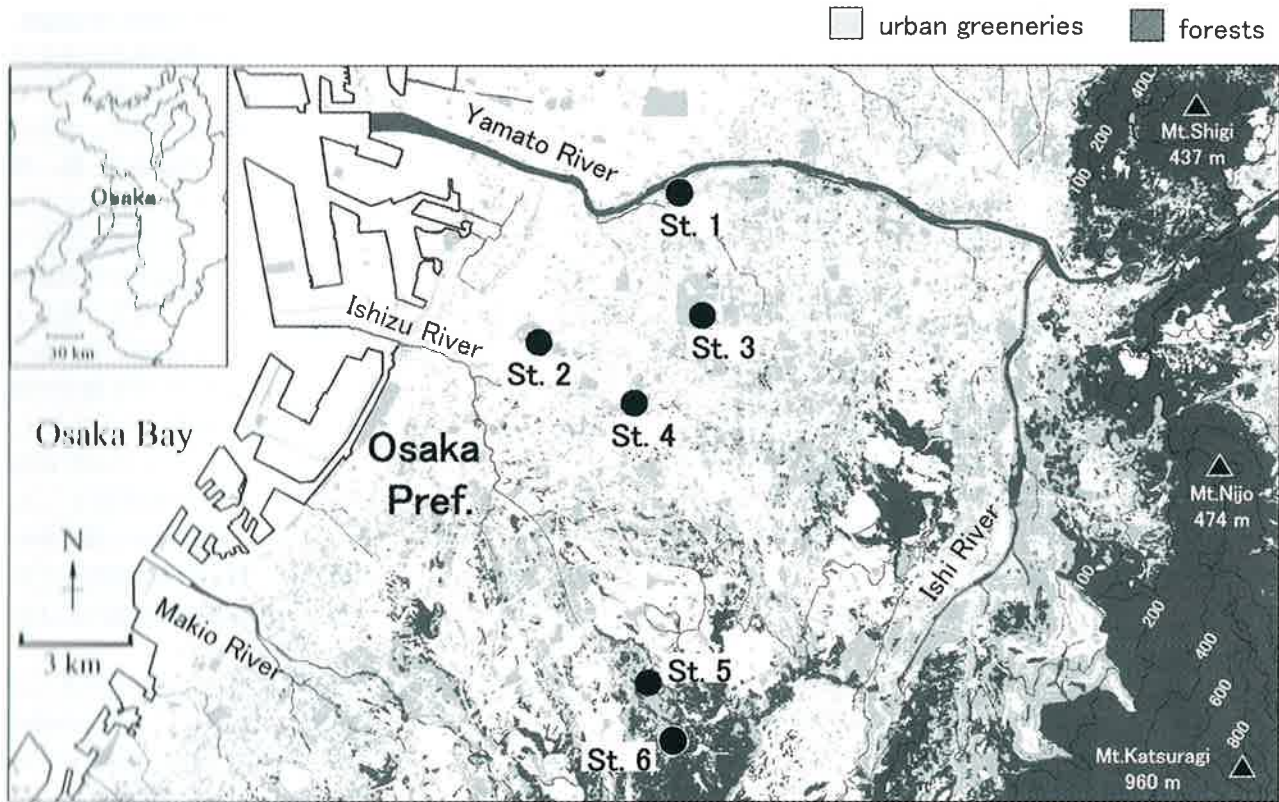 urban greeneries
forests
Osaka
30 km
Yamato River
St. 1
Ishizu River
St. 2
St. 3
St. 4
Osaka Bay
Osaka
Pref.
N
3 km
Makio River
Ishi River
St. 5
St. 6
400
200
100
Mt.Shigi
437 m
Mt.Nijo
474 m
100
200
400
600
800
Mt.Katsuragi
960 m